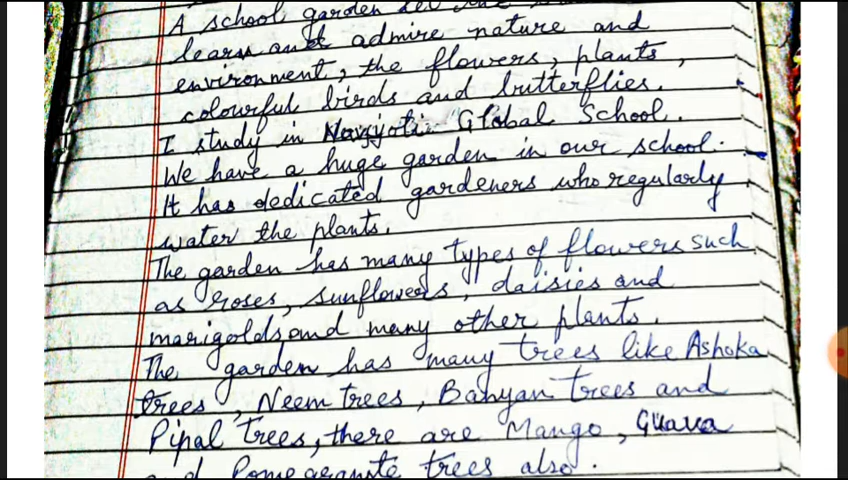 A school garden
learn and admire nature and
environment, the flowers, plants,
colourful birds and butterflies.
I study in Navjyoti Global School.
We have a huge garden in our school.
It has dedicated gardeners who regularly
water the plants.
The garden has many types of flowers such
as roses, sunflowers, daisies and
marigolds, and many other plants.
The garden has many trees like Ashoka
trees, Neem trees, Banyan trees and
Pipal Trees, there are Mango, Guava
and Pomegranate trees also.